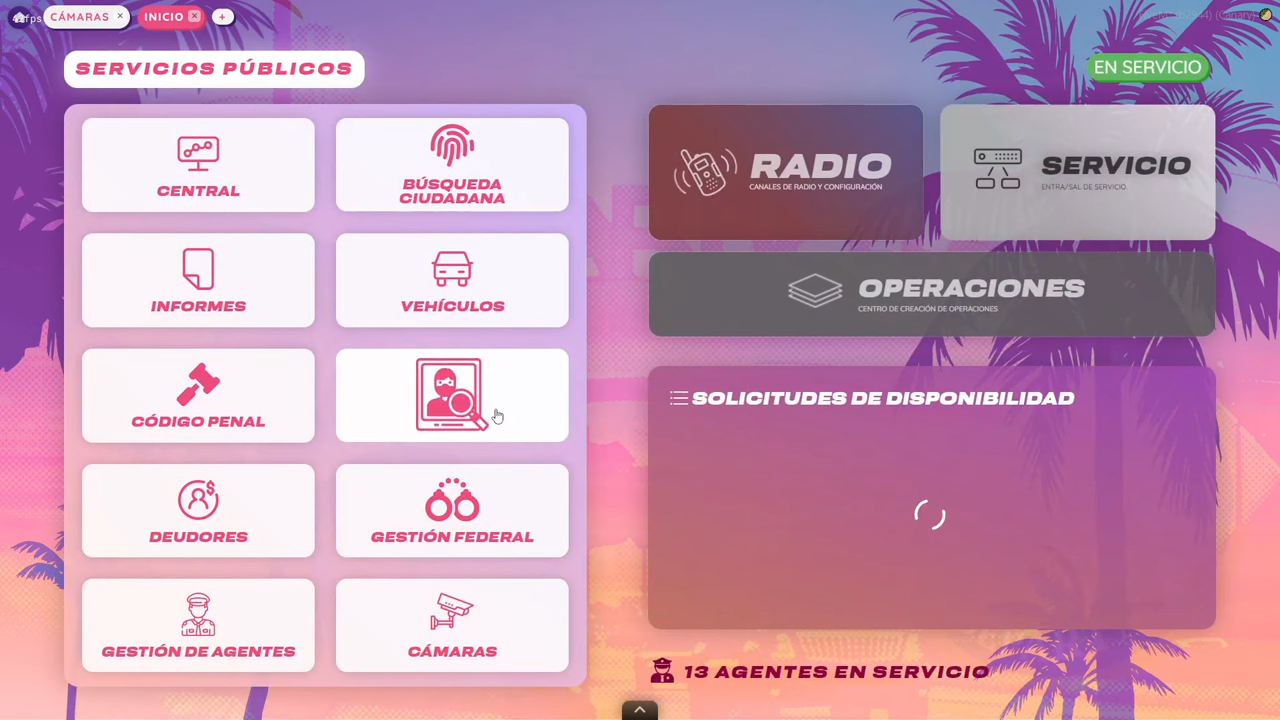 CÁMARAS
INICIO
+
SERVICIOS PÚBLICOS
EN SERVICIO
CENTRAL
BÚSQUEDA
CIUDADANA
INFORMES
VEHÍCULOS
CÓDIGO PENAL
DEUDORES
GESTIÓN FEDERAL
GESTIÓN DE AGENTES
CÁMARAS
RADIO
CANALES DE RADIO Y CONFIGURACIÓN
SERVICIO
ENTRA/SAL DE SERVICIO.
OPERACIONES
CENTRO DE CREACIÓN DE OPERACIONES
SOLICITUDES DE DISPONIBILIDAD
13 AGENTES EN SERVICIO